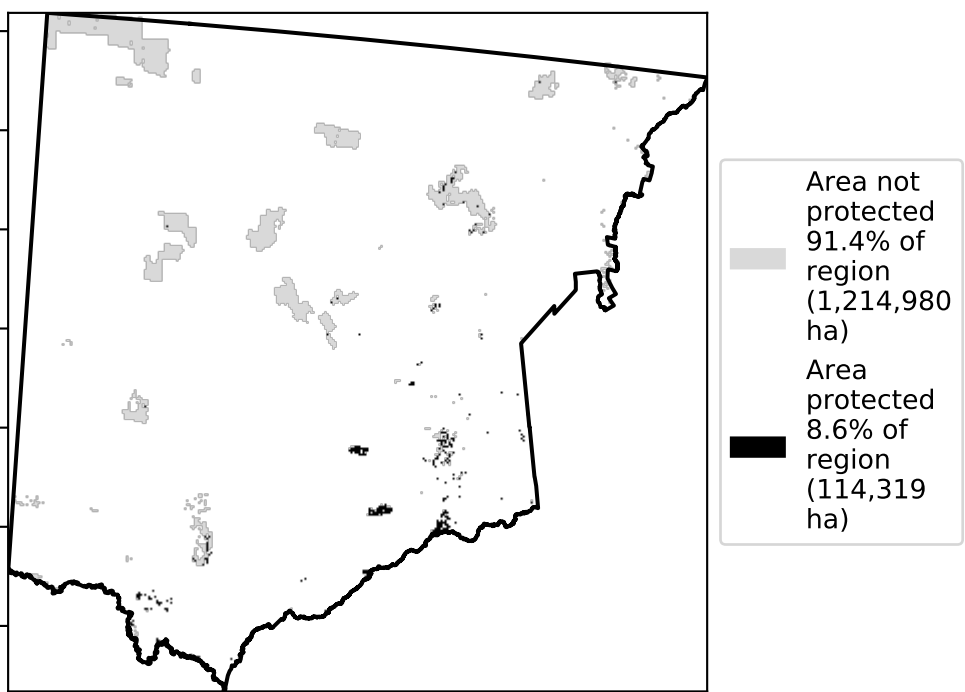 Area not
protected
91.4% of
region
(1,214,980
ha)
Area
protected
8.6% of
region
(114,319
ha)